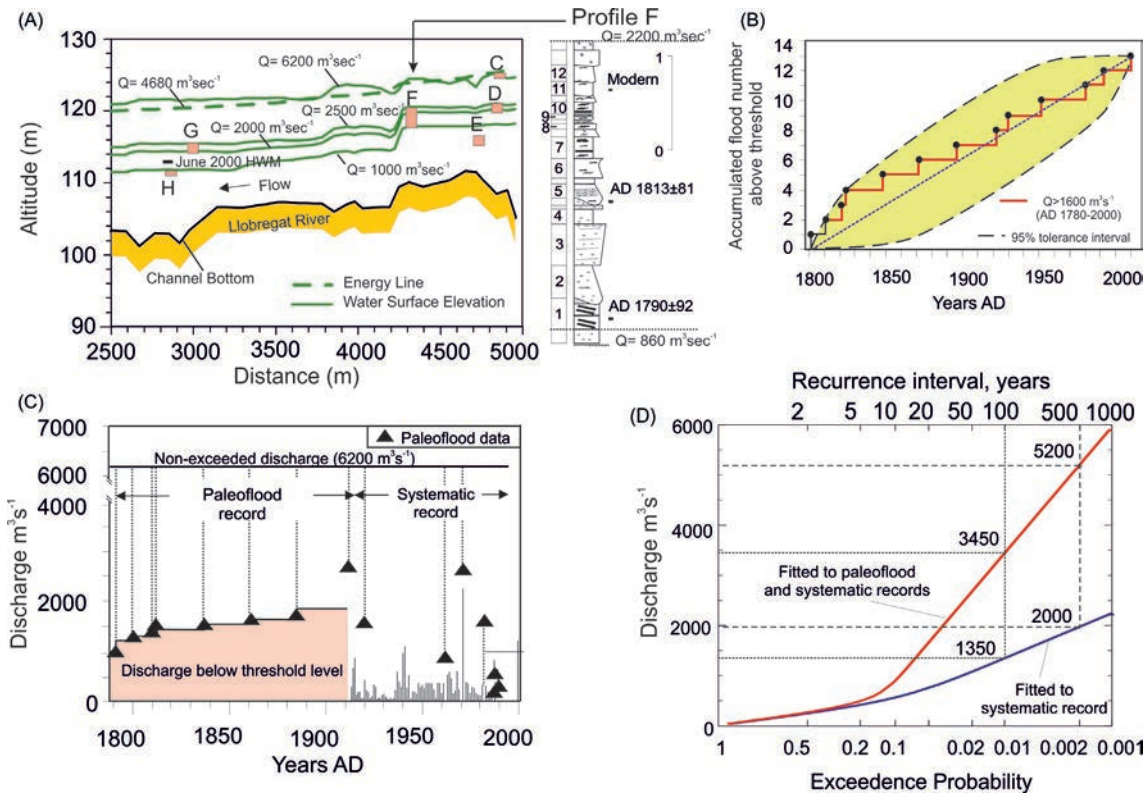 (A)
Profile F
130
120
110
100
90
Altitude (m)
2500
3000
3500
4000
4500
5000
Distance (m)
Q= 4680 m³sec⁻¹
Q= 6200 m³sec⁻¹
Q= 2500 m³sec⁻¹
Q= 2000 m³sec⁻¹
Q= 1000 m³sec⁻¹
June 2000 HWM
Flow
C
D
E
F
G
H
Llobregat River
Channel Bottom
Energy Line
Water Surface Elevation
Q= 2200 m³sec⁻¹
12
11
10
9
8
7
6
5
4
3
2
1
1
0
Modern
AD 1813±81
AD 1790±92
Q= 860 m³sec⁻¹
(B)
Accumulated flood number
above threshold
14
12
10
8
6
4
2
0
1800
1850
1900
1950
2000
Years AD
Q>1600 m³s⁻¹
(AD 1780-2000)
95% tolerance interval
(C)
7000
6000
4000
2000
0
Discharge m³s⁻¹
Paleoflood data
Non-exceeded discharge (6200 m³s⁻¹)
Paleoflood
record
Systematic
record
Discharge below threshold level
1800
1850
1900
1950
2000
Years AD
(D)
Recurrence interval, years
2
5
10
20
50
100
500
1000
6000
4000
2000
0
Discharge m³s⁻¹
5200
3450
2000
1350
Fitted to paleoflood
and systematic records
Fitted to
systematic record
1
0.5
0.2
0.1
0.02
0.01
0.002
0.001
Exceedence Probability